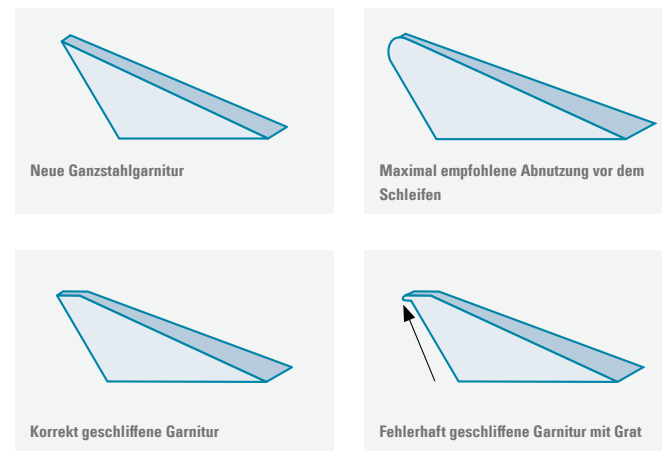 Neue Ganzstahlgarnitur
Maximal empfohlene Abnutzung vor dem
Schleifen
Korrekt geschliffene Garnitur
Fehlerhaft geschliffene Garnitur mit Grat